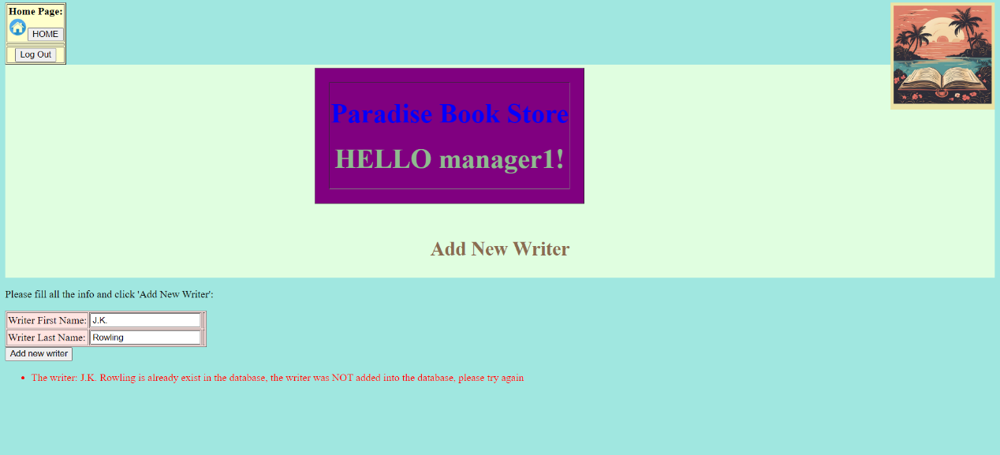 Home Page:
HOME
Log Out
Paradise Book Store
HELLO manager1!
Add New Writer
Please fill all the info and click 'Add New Writer':
Writer First Name: J.K.
Writer Last Name: Rowling
Add new writer
The writer: J.K. Rowling is already exist in the database, the writer was NOT added into the database, please try again